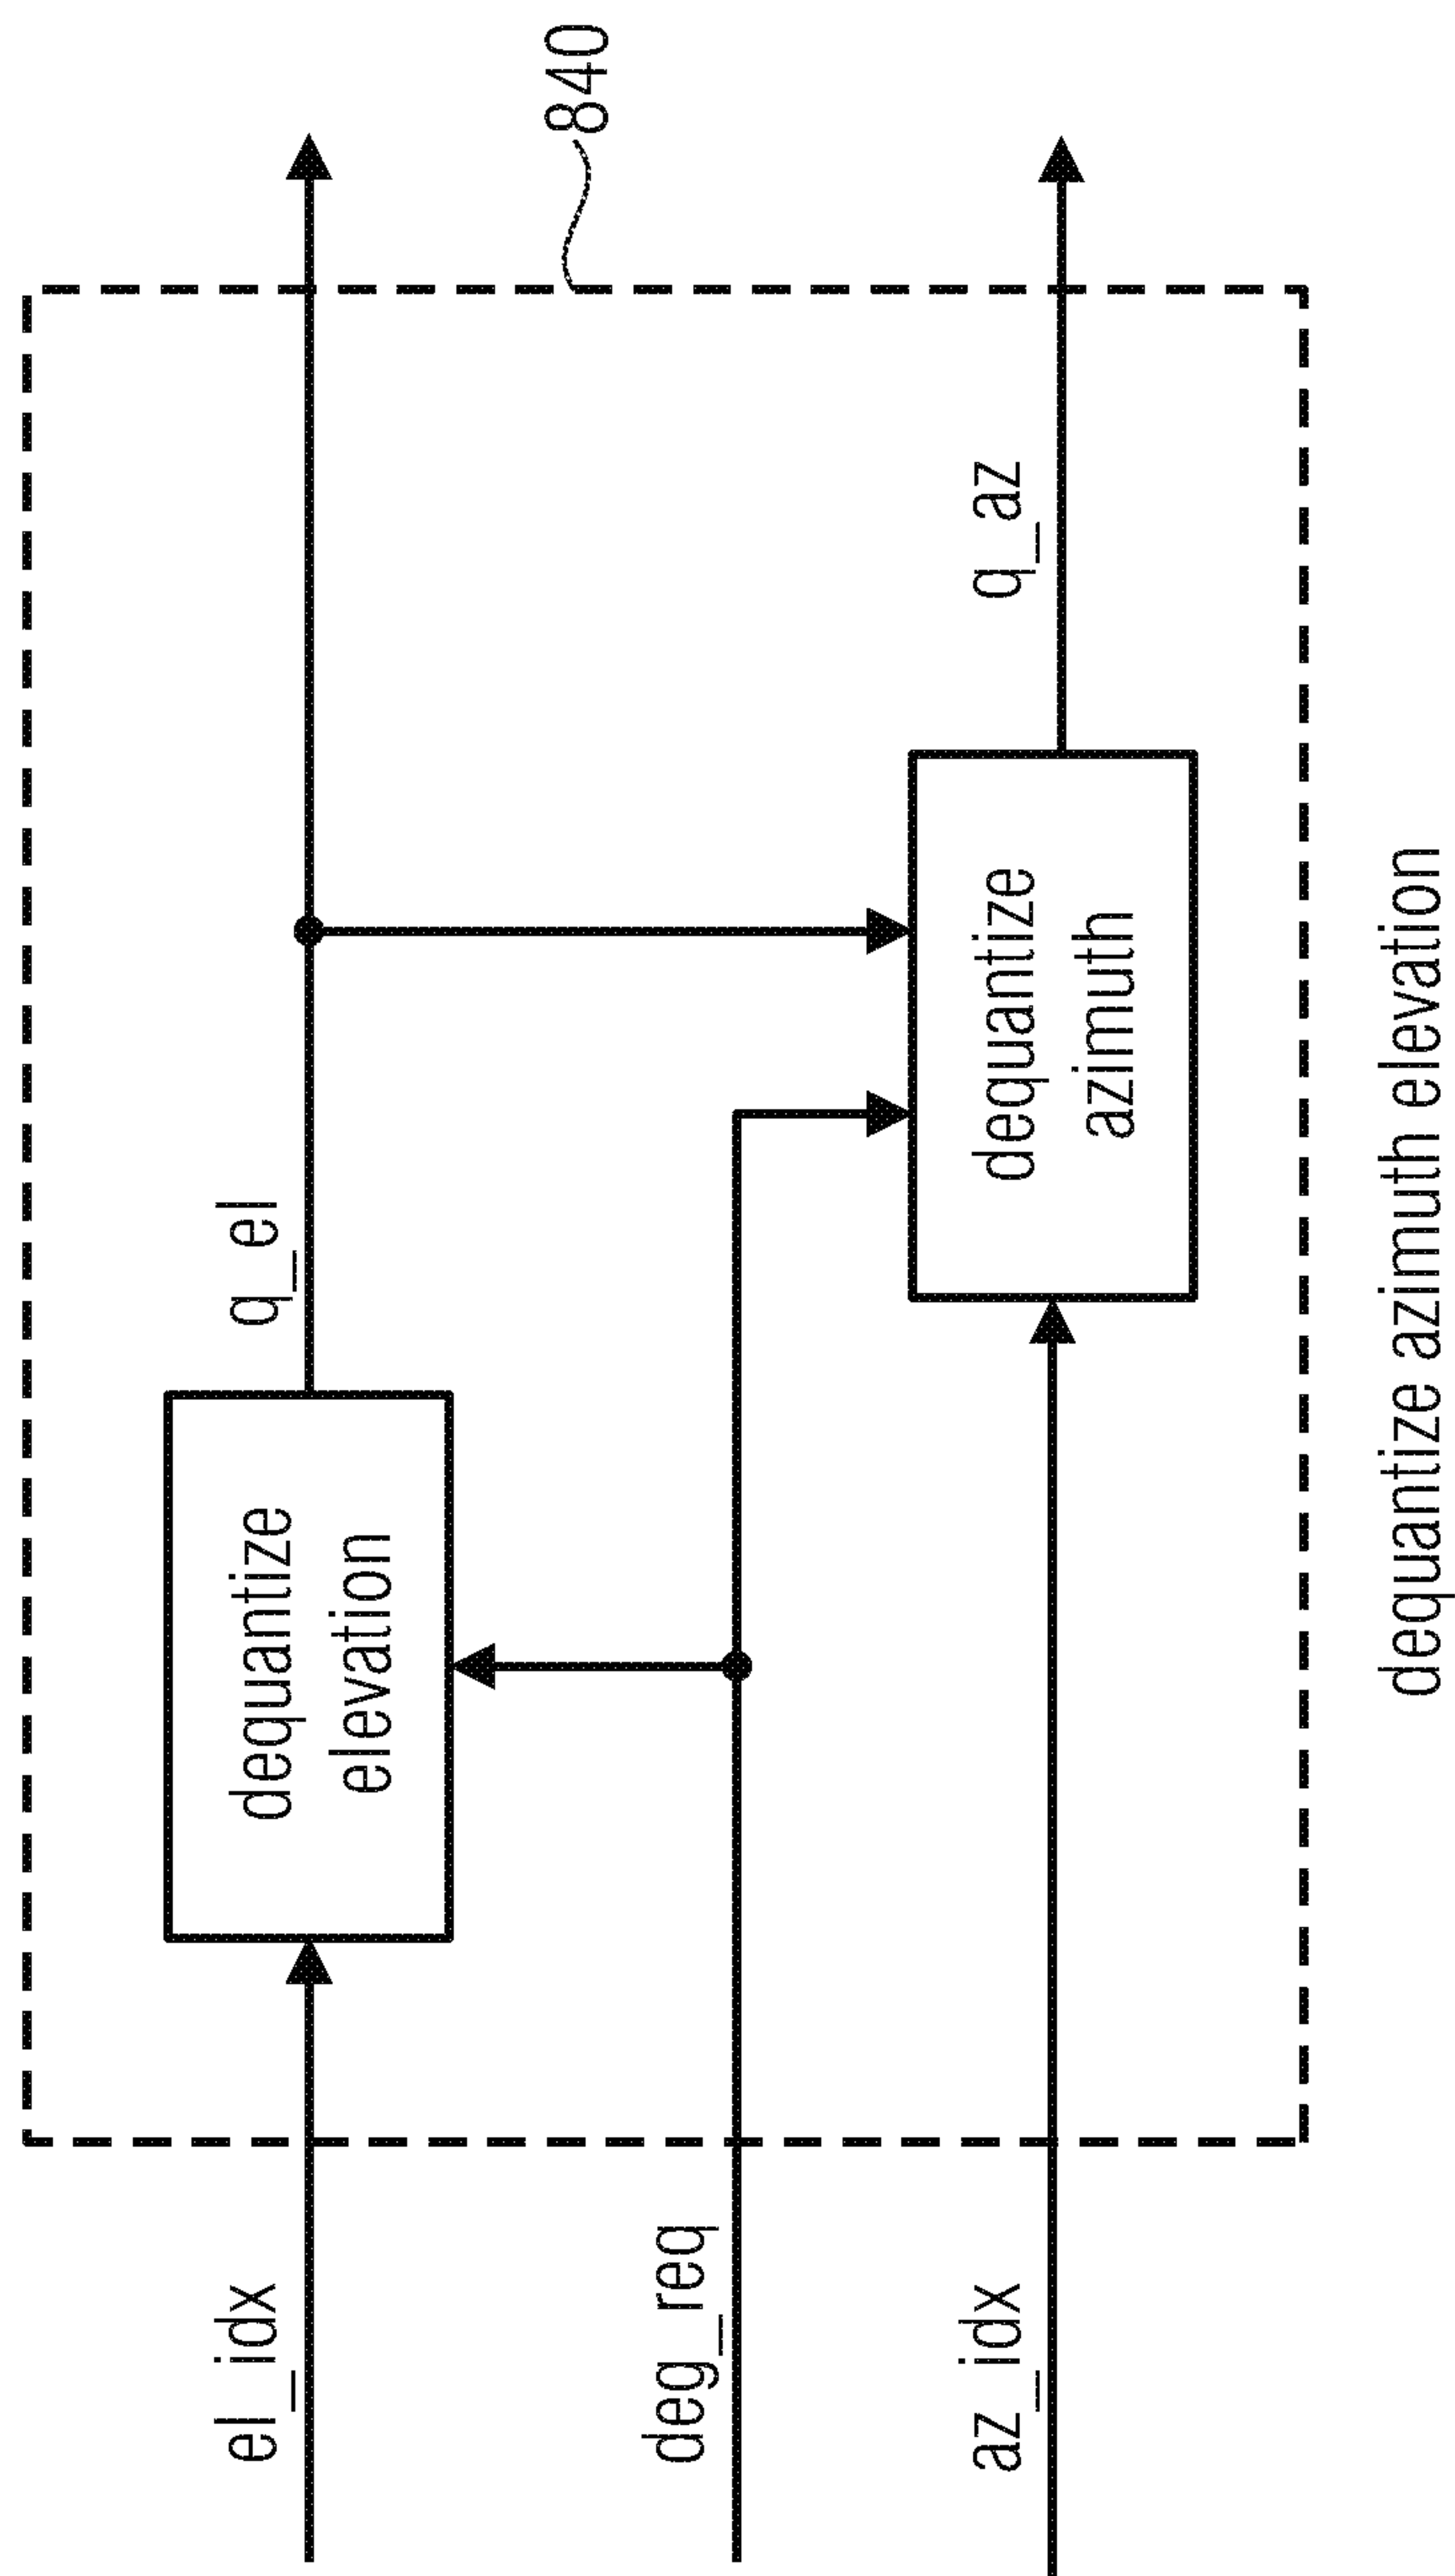 840
el_idx
dequantize
elevation
q_el
deg_req
az_idx
dequantize
azimuth
q_az
dequantize azimuth elevation